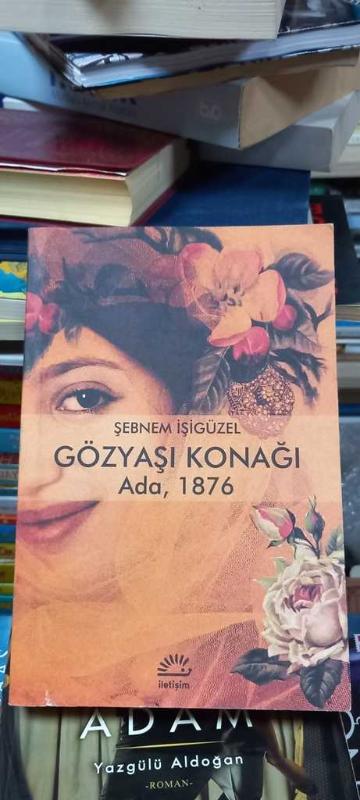 ŞEBNEM İŞİGÜZEL
GÖZYAŞI KONAĞI
Ada, 1876
iletişim
ADAM
Yazgülü Aldoğan
-ROMAN-